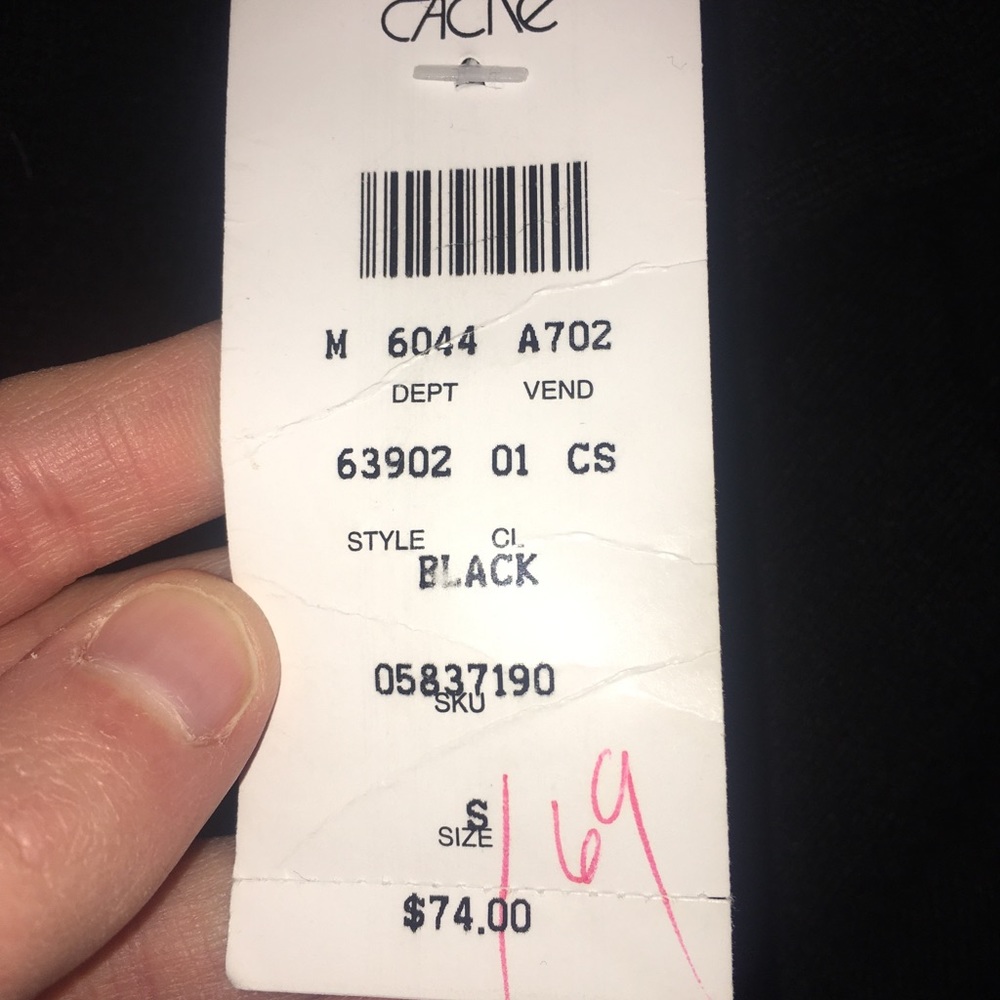 CACHE
M 6044 A702
DEPT VEND
63902 01 CS
STYLE CL
BLACK
05837190
SKU
S
SIZE
169
$74.00